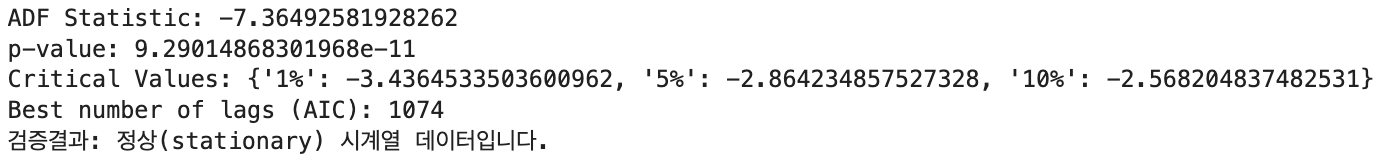 ADF Statistic: -7.36492581928262
p-value: 9.29014868301968e-11
Critical Values: {'1%': -3.4364533503600962, '5%': -2.864234857527328, '10%': -2.568204837482531}
Best number of lags (AIC): 1074
검증결과: 정상(stationary) 시계열 데이터입니다.